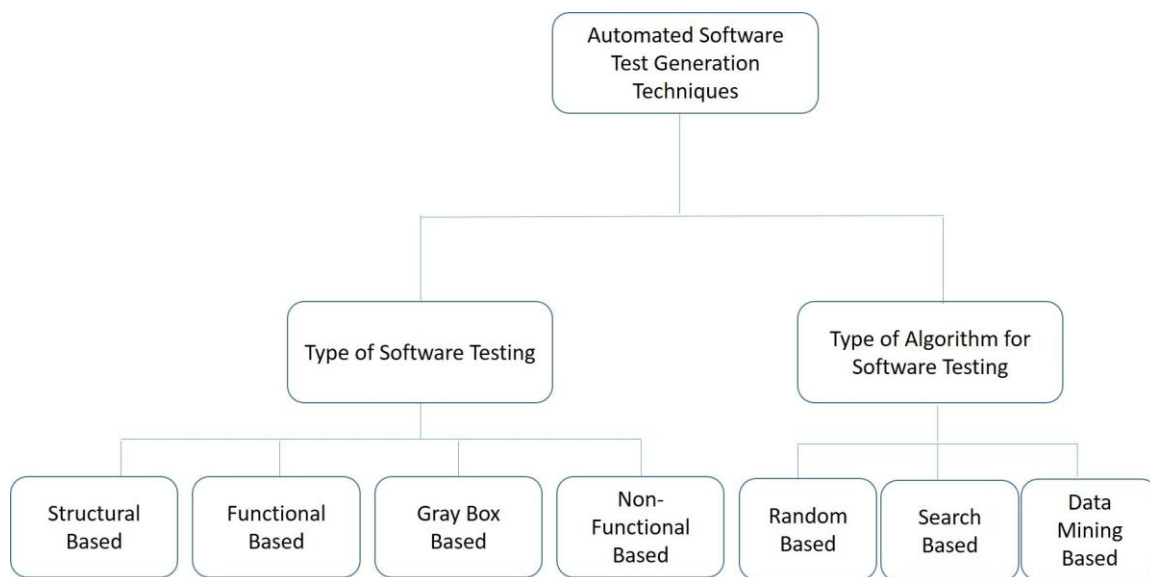 Automated Software
Test Generation
Techniques
Type of Software Testing
Type of Algorithm for
Software Testing
Structural
Based
Functional
Based
Gray Box
Based
Non-
Functional
Based
Random
Based
Search
Based
Data
Mining
Based